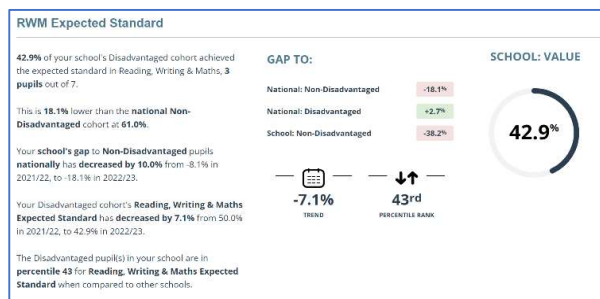 RWM Expected Standard
42.9% of your school's Disadvantaged cohort achieved
the expected standard in Reading, Writing & Maths, 3
pupils out of 7.
This is 18.1% lower than the national Non-
Disadvantaged cohort at 61.0%.
Your school's gap to Non-Disadvantaged pupils
nationally has decreased by 10.0% from -8.1% in
2021/22, to -18.1% in 2022/23.
Your Disadvantaged cohort's Reading, Writing & Maths
Expected Standard has decreased by 7.1% from 50.0%
in 2021/22, to 42.9% in 2022/23.
The Disadvantaged pupil(s) in your school are in
percentile 43 for Reading, Writing & Maths Expected
Standard when compared to other schools.
GAP TO:
National: Non-Disadvantaged -18.1%
National: Disadvantaged +2.7%
School: Non-Disadvantaged -38.2%
-7.1%
TREND
43rd
PERCENTILE RANK
SCHOOL: VALUE
42.9%